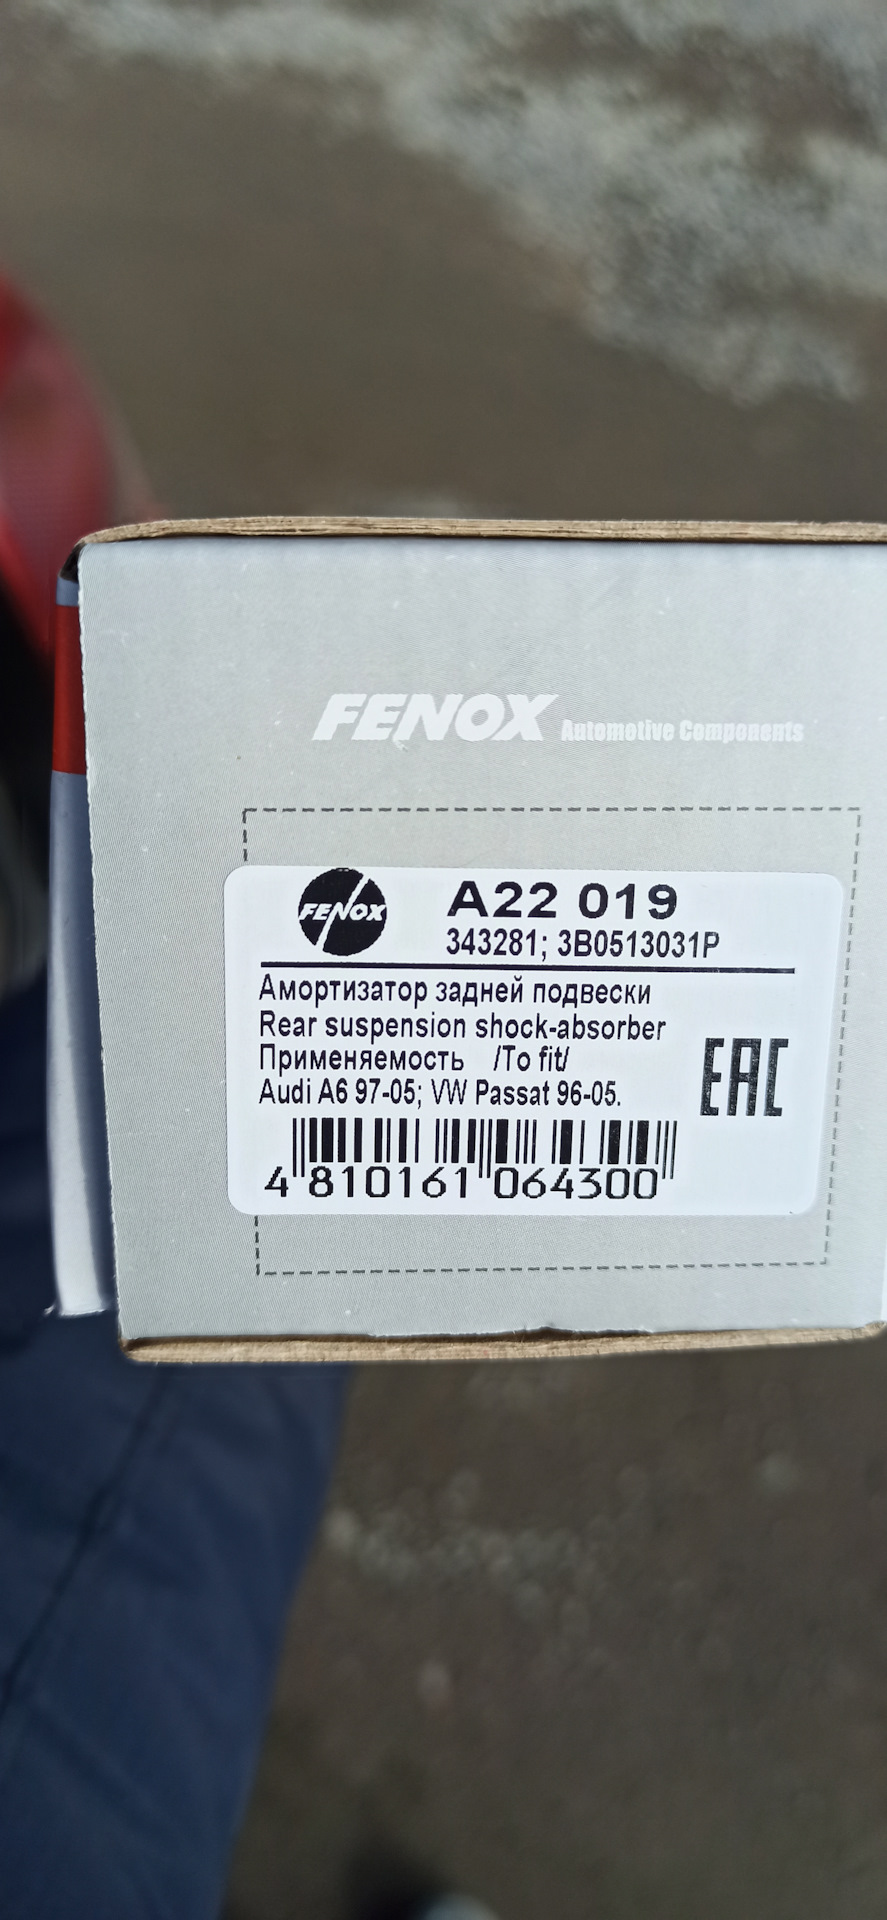 FENOX Automotive Components
FENOX
A22 019
343281; 3B0513031P
Амортизатор задней подвески
Rear suspension shock-absorber
Применяемость /To fit/
Audi A6 97-05; VW Passat 96-05.
EAC
4 810161 064300